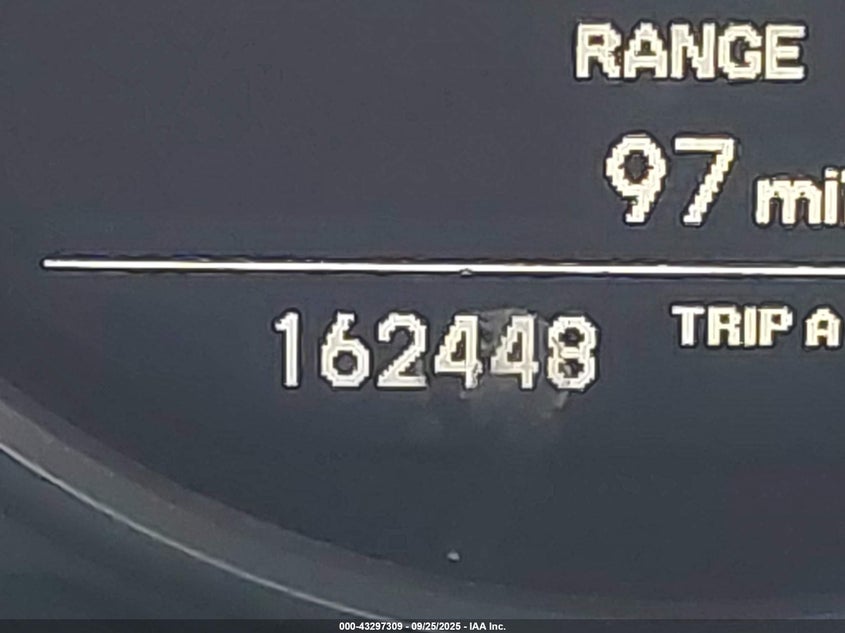 RANGE
97 mi
162448
TRIP A
000-43297309 - 09/25/2025 - IAA Inc.